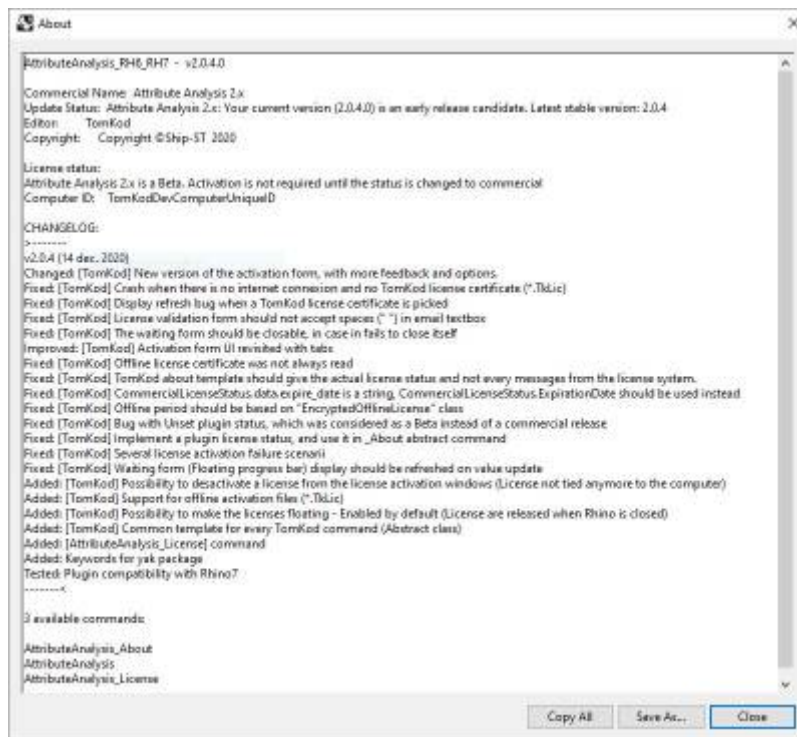 About
AttributeAnalysis_RH6_RH7 - v2.0.4.0
Commercial Name: Attribute Analysis 2.x
Update Status: Attribute Analysis 2.x: Your current version (2.0.4.0) is an early release candidate. Latest stable version: 2.0.4
Editor: TomKod
Copyright: Copyright ©Ship-ST 2020
License status:
Attribute Analysis 2.x is a Beta. Activation is not required until the status is changed to commercial
Computer ID: TomKodDevComputerUniqueID
CHANGELOG:
>-------
v2.0.4 (14 dec. 2020)
Changed: [TomKod] New version of the activation form, with more feedback and options.
Fixed: [TomKod] Crash when there is no internet connexion and no TomKod license certificate (*.TkLic)
Fixed: [TomKod] Display refresh bug when a TomKod license certificate is picked
Fixed: [TomKod] License validation form should not accept spaces (" ") in email textbox
Fixed: [TomKod] The waiting form should be closable, in case in fails to close itself
Improved: [TomKod] Activation form UI revisited with tabs
Fixed: [TomKod] Offline license certificate was not always read
Fixed: [TomKod] TomKod about template should give the actual license status and not every messages from the license system.
Fixed: [TomKod] CommercialLicenseStatus.data.expire_date is a string, CommercialLicenseStatus.ExpirationDate should be used instead
Fixed: [TomKod] Offline period should be based on "EncryptedOfflineLicense" class
Fixed: [TomKod] Bug with Unset plugin status, which was considered as a Beta instead of a commercial release
Fixed: [TomKod] Implement a plugin license status, and use it in _About abstract command
Fixed: [TomKod] Several license activation failure scenarii
Fixed: [TomKod] Waiting form (Floating progress bar) display should be refreshed on value update
Added: [TomKod] Possibility to desactivate a license from the license activation windows (License not tied anymore to the computer)
Added: [TomKod] Support for offline activation files (*.TkLic)
Added: [TomKod] Possibility to make the licenses floating - Enabled by default (License are released when Rhino is closed)
Added: [TomKod] Common template for every TomKod command (Abstract class)
Added: [AttributeAnalysis_License] command
Added: Keywords for yak package
Tested: Plugin compatibility with Rhino7
-------<
3 available commands:
AttributeAnalysis_About
AttributeAnalysis
AttributeAnalysis_License
Copy All Save As... Close